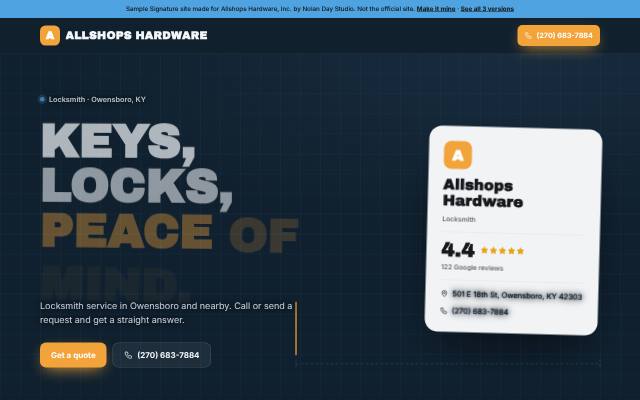 Sample Signature site made for Allshops Hardware, Inc. by Nolan Day Studio. Not the official site. Make it mine · See all 3 versions
A ALLSHOPS HARDWARE
(270) 683-7884
Locksmith · Owensboro, KY
KEYS,
LOCKS,
PEACE OF
MIND.
Locksmith service in Owensboro and nearby. Call or send a
request and get a straight answer.
Get a quote
(270) 683-7884
A
Allshops
Hardware
Locksmith
4.4 ★★★★★
122 Google reviews
501 E 18th St, Owensboro, KY 42303
(270) 683-7884